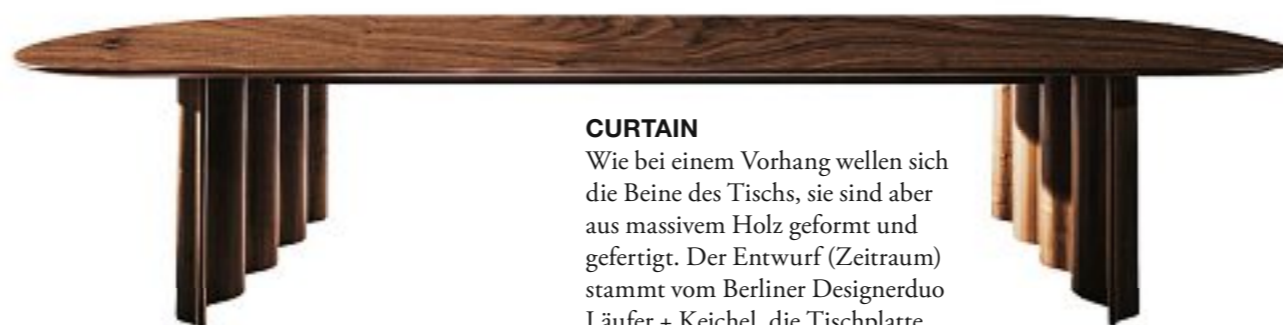 CURTAIN
Wie bei einem Vorhang wellen sich
die Beine des Tischs, sie sind aber
aus massivem Holz geformt und
gefertigt. Der Entwurf (Zeitraum)
stammt vom Berliner Designerduo
Läufer + Keichel, die Tischplatte